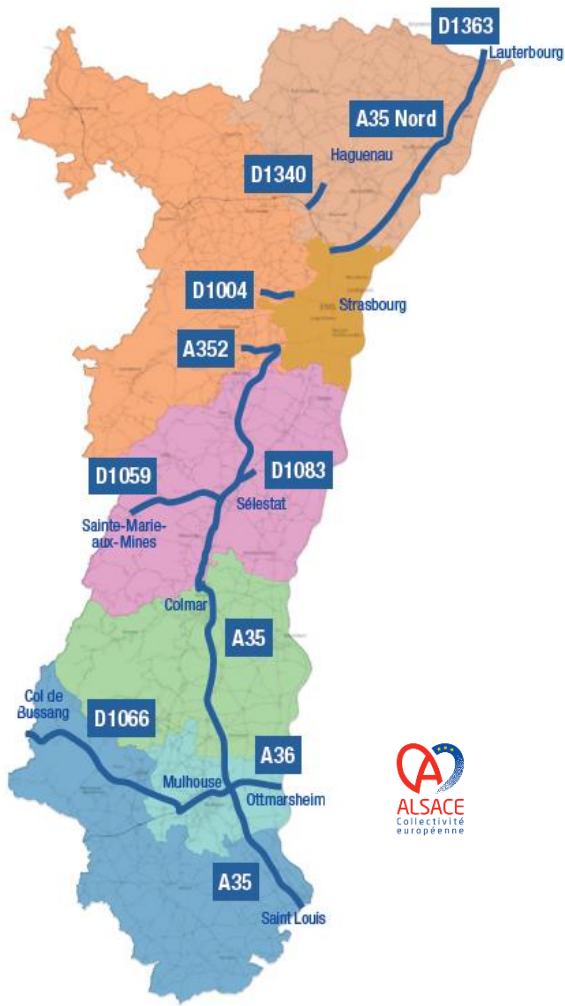 D1363
Lauterbourg
A35 Nord
Haguenau
D1340
D1004
Strasbourg
A352
D1059
D1083
Sélestat
Sainte-Marie-
aux-Mines
Colmar
A35
Col de
Bussang
D1066
A36
Mulhouse
Ottmarsheim
ALSACE
Collectivité
européenne
A35
Saint Louis